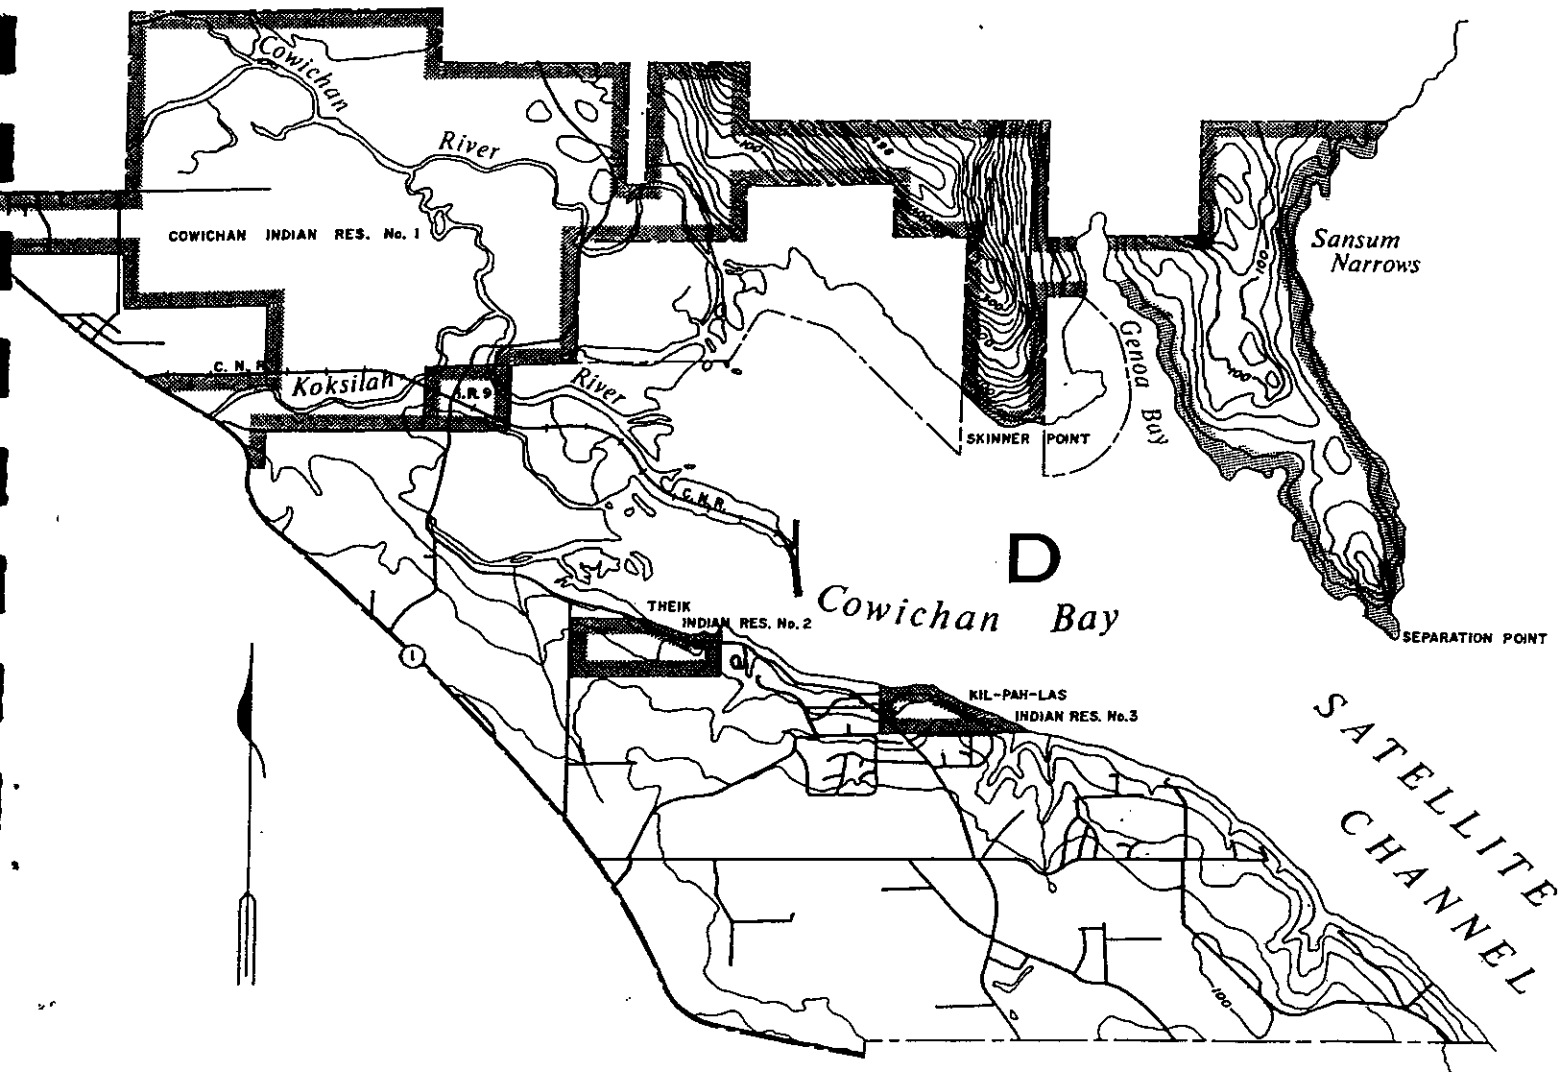 Cowichan
River
100
COWICHAN INDIAN RES. No. 1
Sansum
Narrows
100
C. N. R.
Koksilah
I.R. 9
River
Genoa Bay
100
SKINNER POINT
C. N. R.
D
Cowichan Bay
THEIK
INDIAN RES. No. 2
SEPARATION POINT
1
KIL-PAH-LAS
INDIAN RES. No. 3
SATELLITE
CHANNEL
100